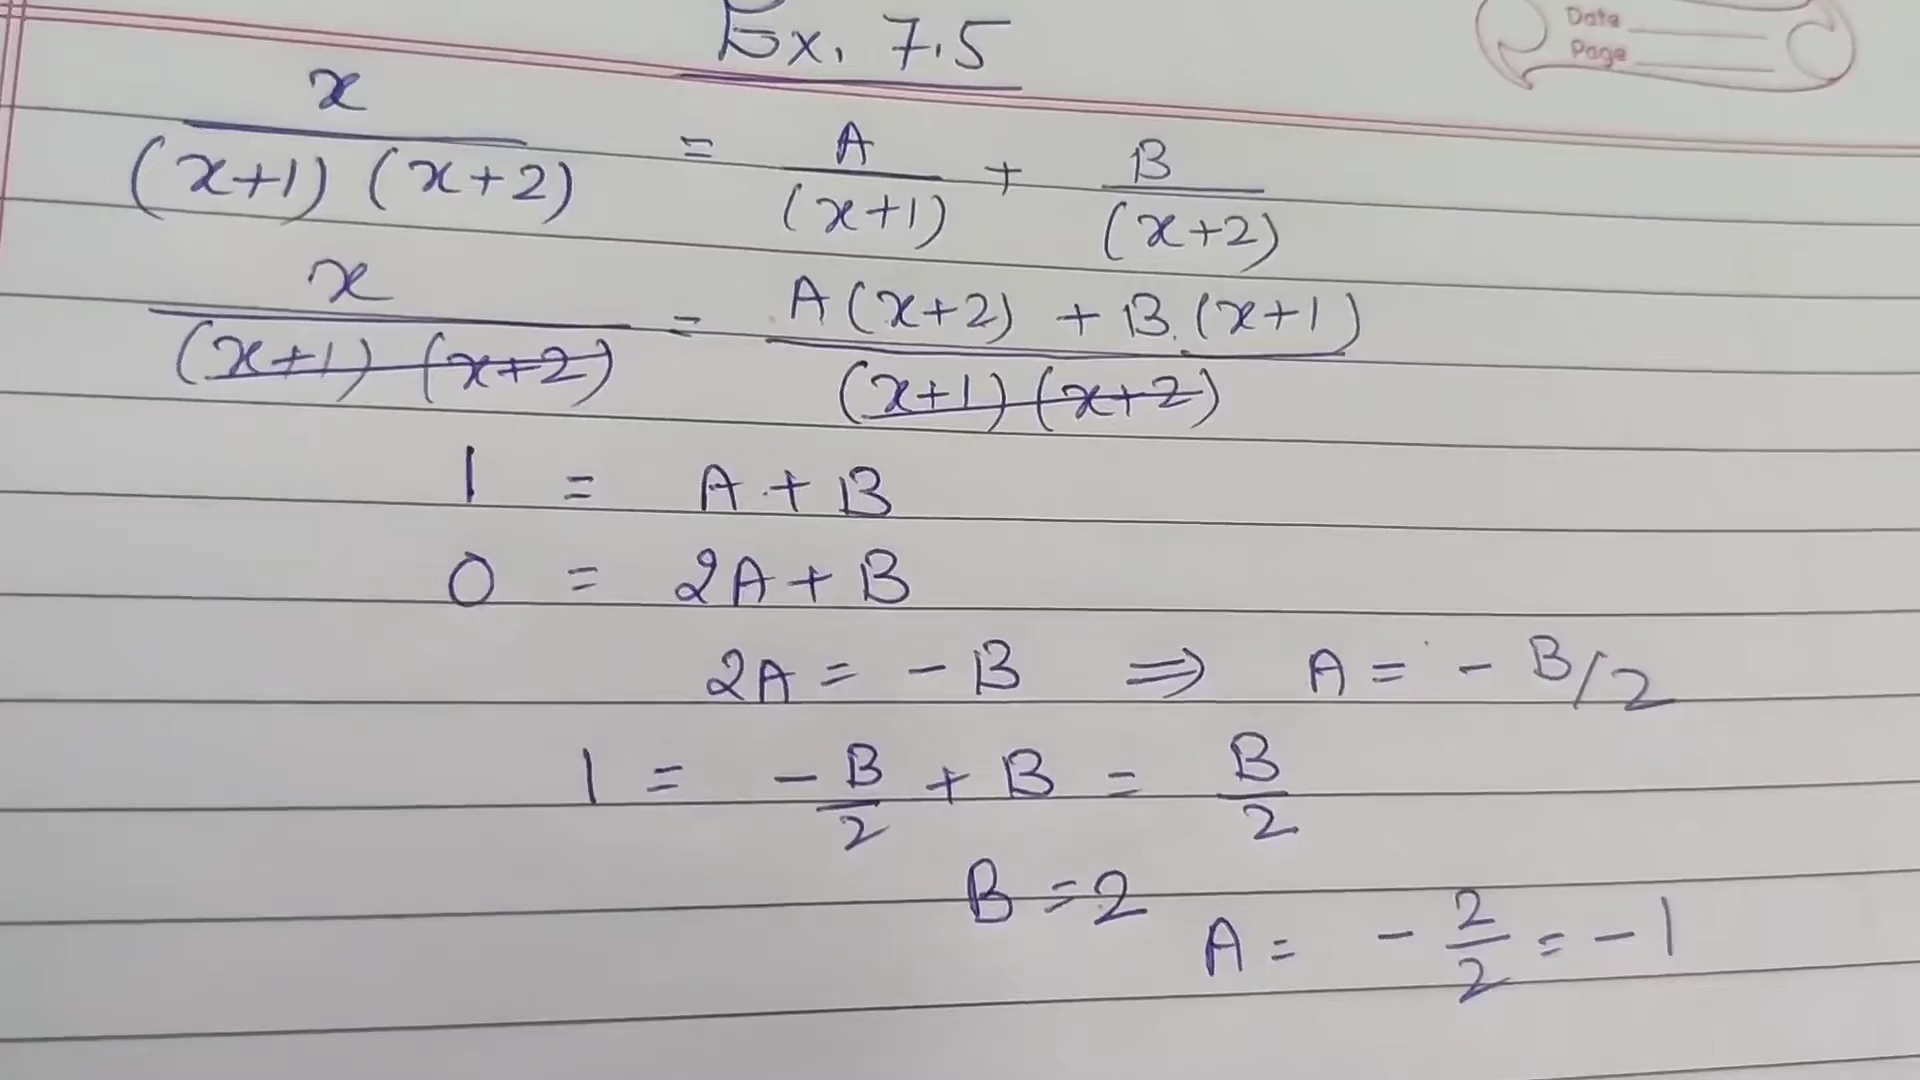 Ex. 7.5
Date
Page
x / (x+1) (x+2) = A / (x+1) + B / (x+2)
x / (x+1) (x+2) = A(x+2) + B.(x+1) / (x+1) (x+2)
1 = A + B
0 = 2A + B
2A = - B ⇒ A = - B/2
1 = - B/2 + B = B/2
B = 2
A = - 2/2 = - 1